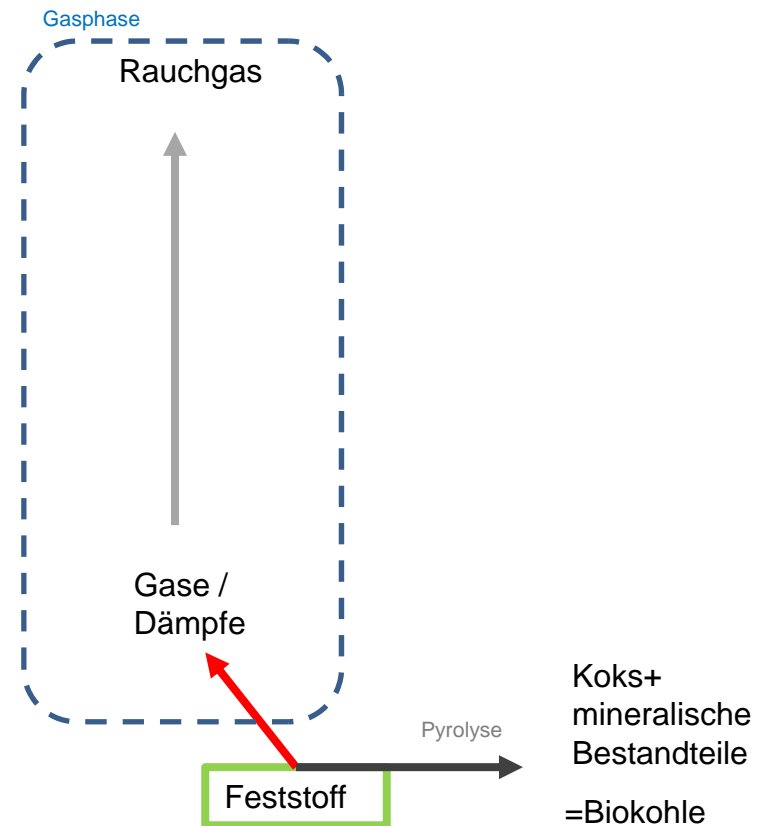 Gasphase
Rauchgas
Gase /
Dämpfe
Pyrolyse
Koks+
mineralische
Bestandteile
Feststoff
=Biokohle